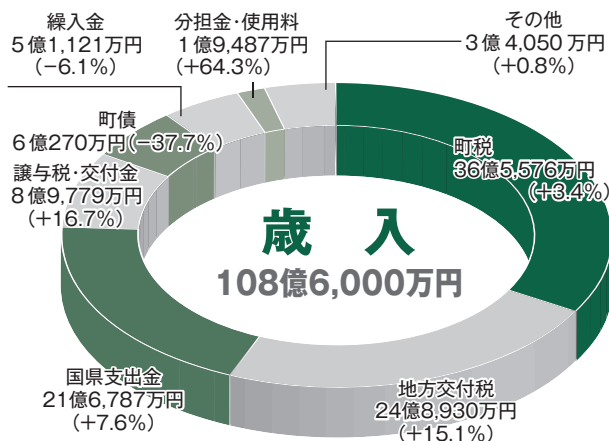 繰入金
5億1,121万円
(−6.1%)
分担金・使用料
1億9,487万円
(+64.3%)
その他
3億4,050万円
(+0.8%)
町債
6億270万円(−37.7%)
譲与税・交付金
8億9,779万円
(+16.7%)
町税
36億5,576万円
(+3.4%)
歳入
108億6,000万円
国県支出金
21億6,787万円
(+7.6%)
地方交付税
24億8,930万円
(+15.1%)